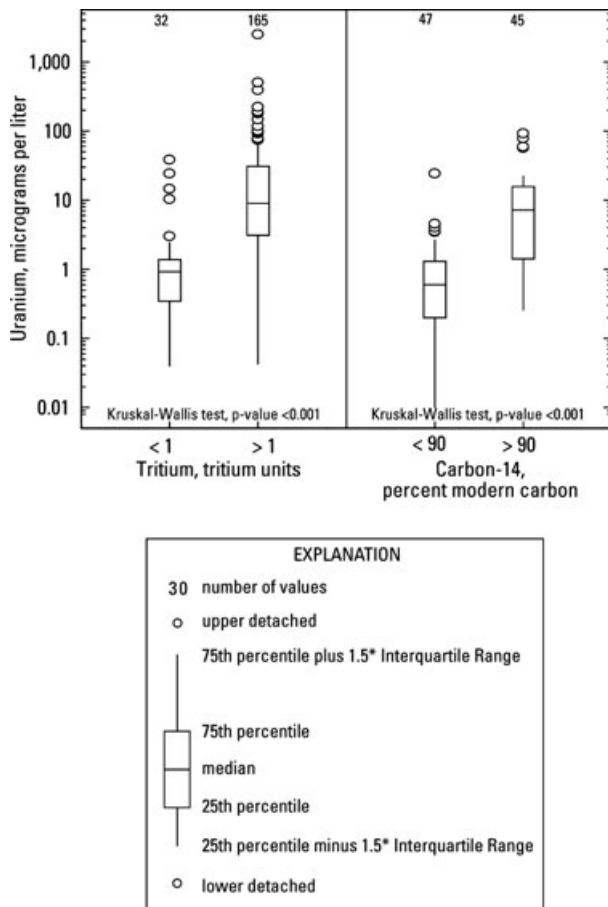 32
165
47
45
1,000
100
10
1
0.1
0.01
Uranium, micrograms per liter
Kruskal-Wallis test, p-value <0.001
Kruskal-Wallis test, p-value <0.001
< 1
> 1
< 90
> 90
Tritium, tritium units
Carbon-14,
percent modern carbon
EXPLANATION
30 number of values
upper detached
75th percentile plus 1.5* Interquartile Range
75th percentile
median
25th percentile
25th percentile minus 1.5* Interquartile Range
lower detached